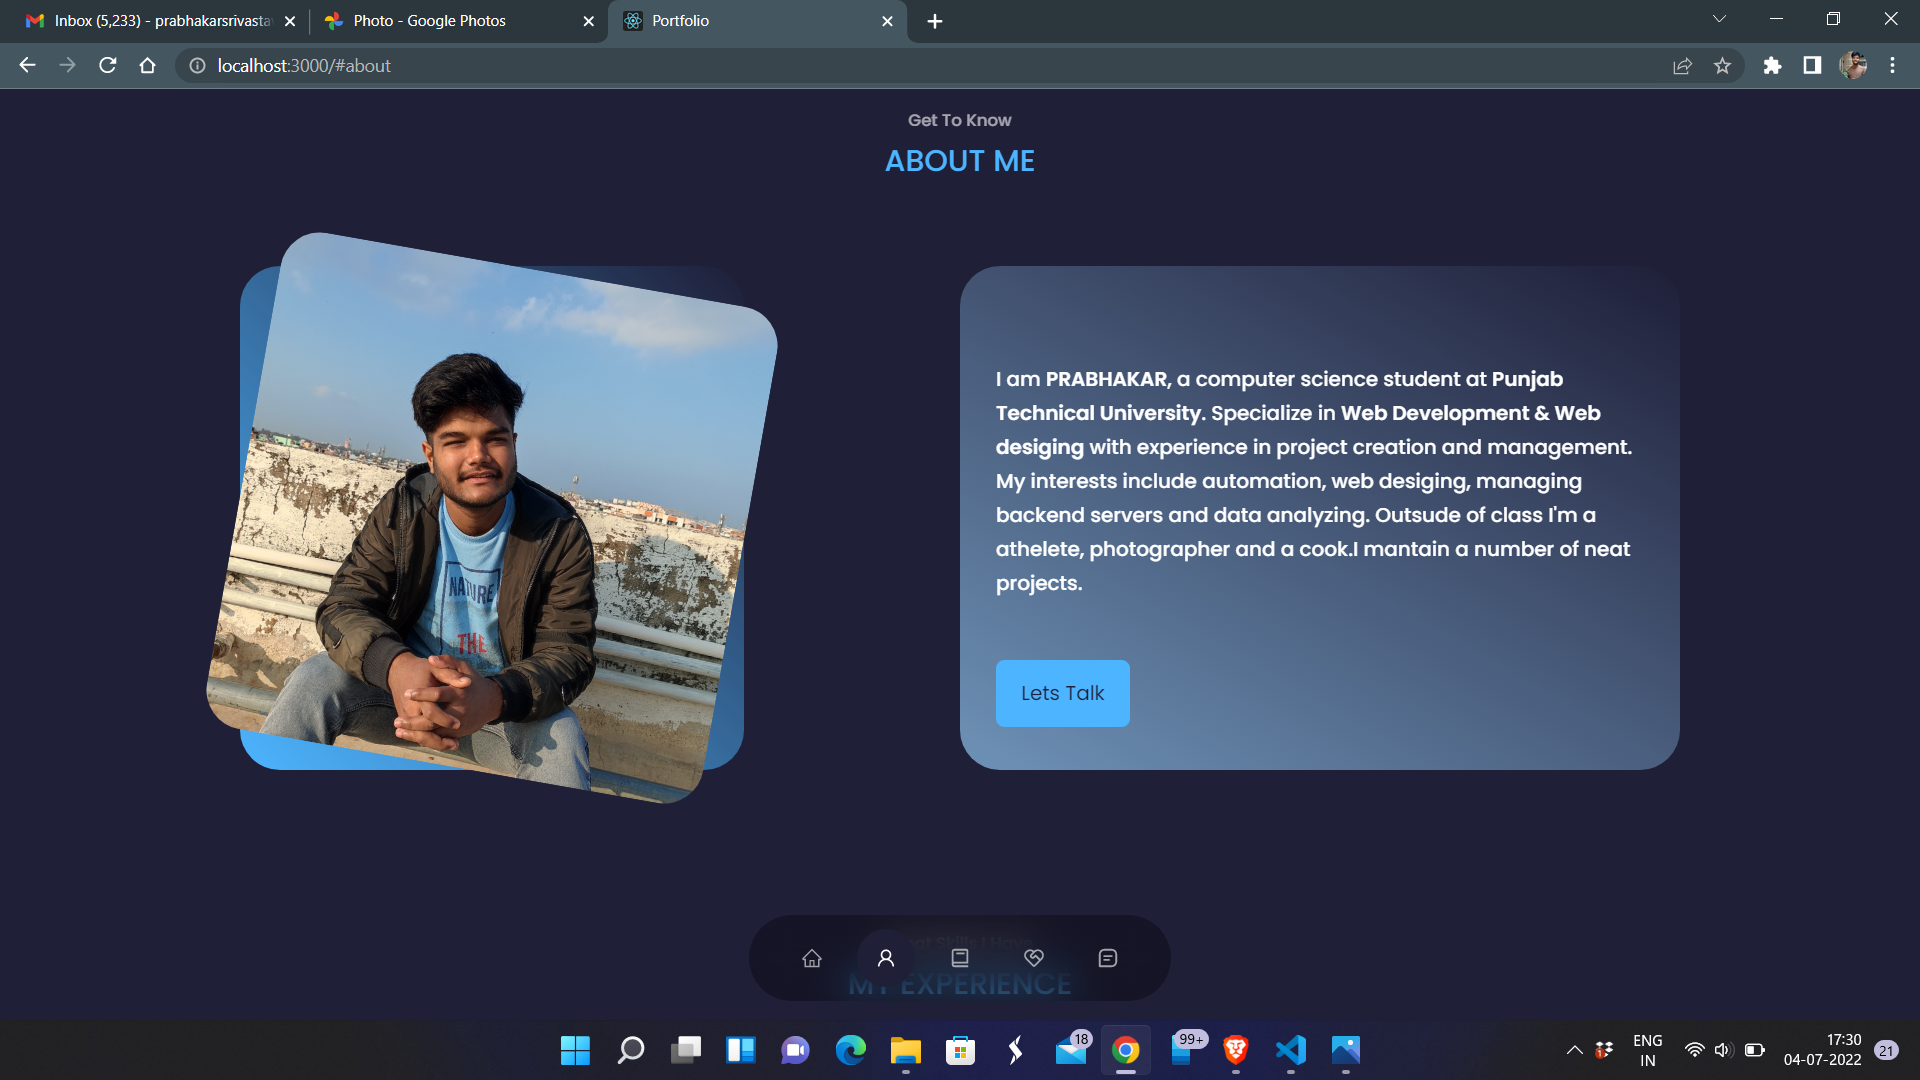 Inbox (5,233) - prabhakarsrivasta
Photo - Google Photos
Portfolio
localhost:3000/#about
Get To Know
ABOUT ME
I am PRABHAKAR, a computer science student at Punjab
Technical University. Specialize in Web Development & Web
desiging with experience in project creation and management.
My interests include automation, web desiging, managing
backend servers and data analyzing. Outsude of class I'm a
athelete, photographer and a cook.I mantain a number of neat
projects.
NATURE
THE
Lets Talk
Skills I Have
MY EXPERIENCE
18
99+
ENG
IN
17:30
04-07-2022
21